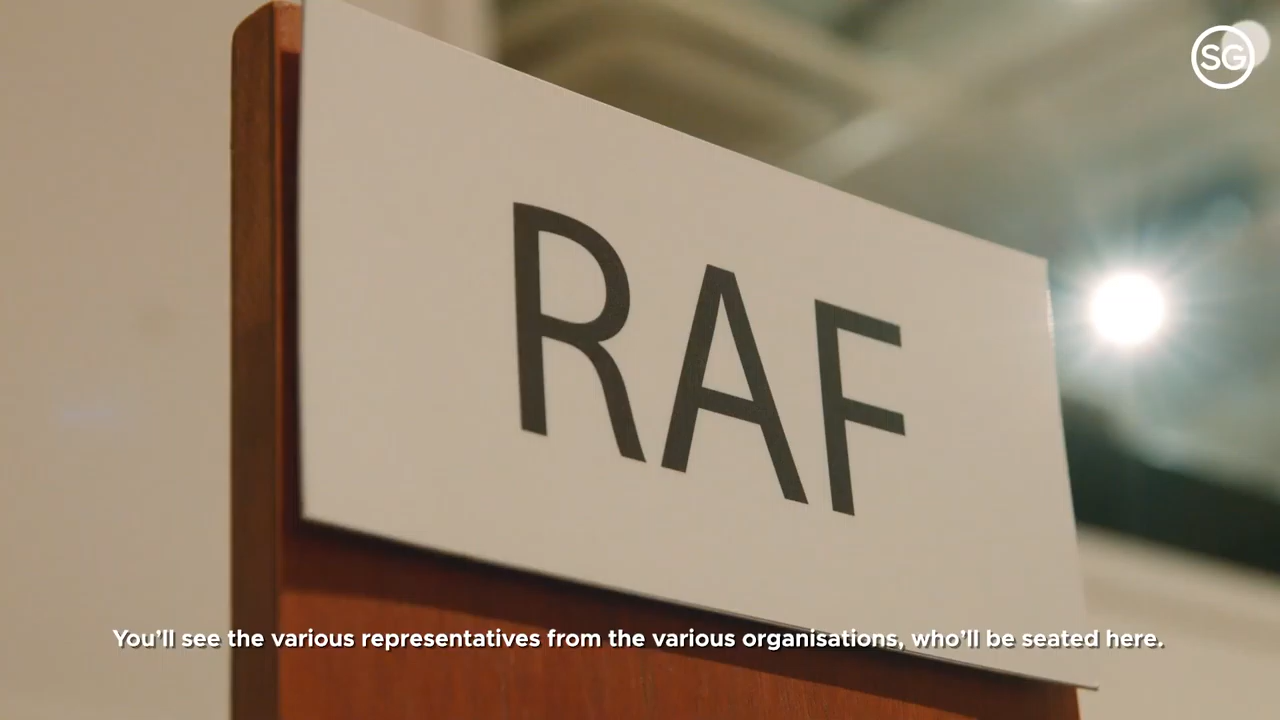 SG
RAF
You'll see the various representatives from the various organisations, who'll be seated here.